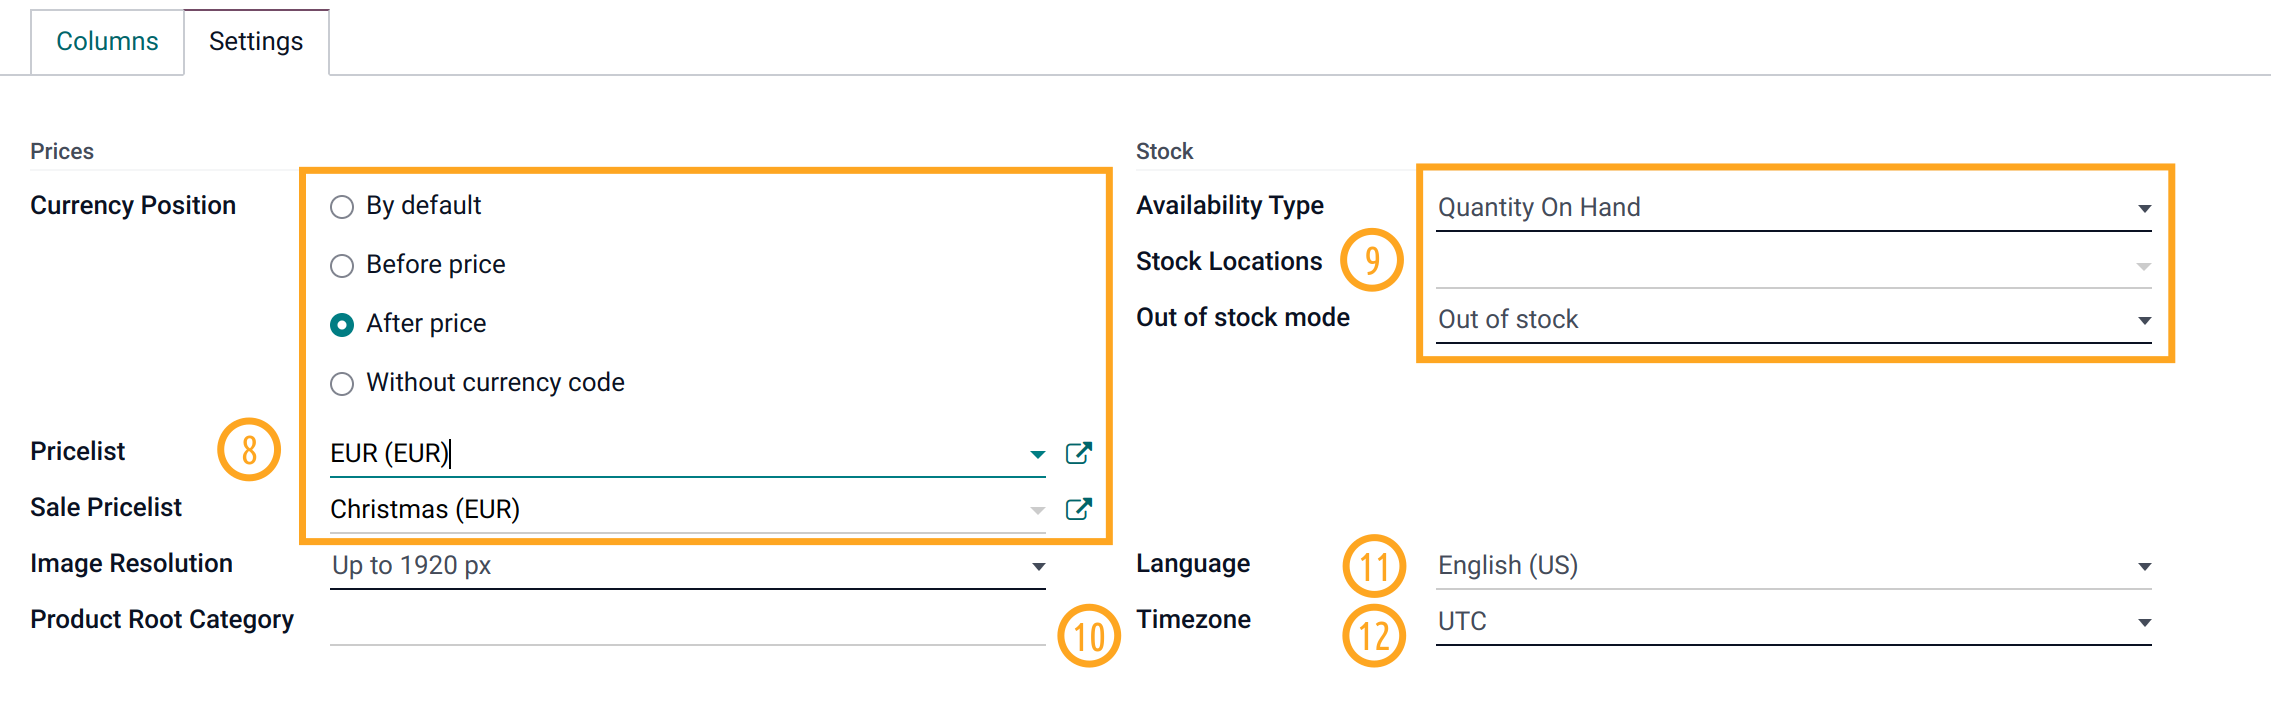 Columns
Settings
Prices
Currency Position
By default
Before price
After price
Without currency code
Pricelist
8
EUR (EUR)
Sale Pricelist
Christmas (EUR)
Image Resolution
Up to 1920 px
Product Root Category
10
Stock
Availability Type
Quantity On Hand
Stock Locations
9
Out of stock mode
Out of stock
Language
11
English (US)
Timezone
12
UTC